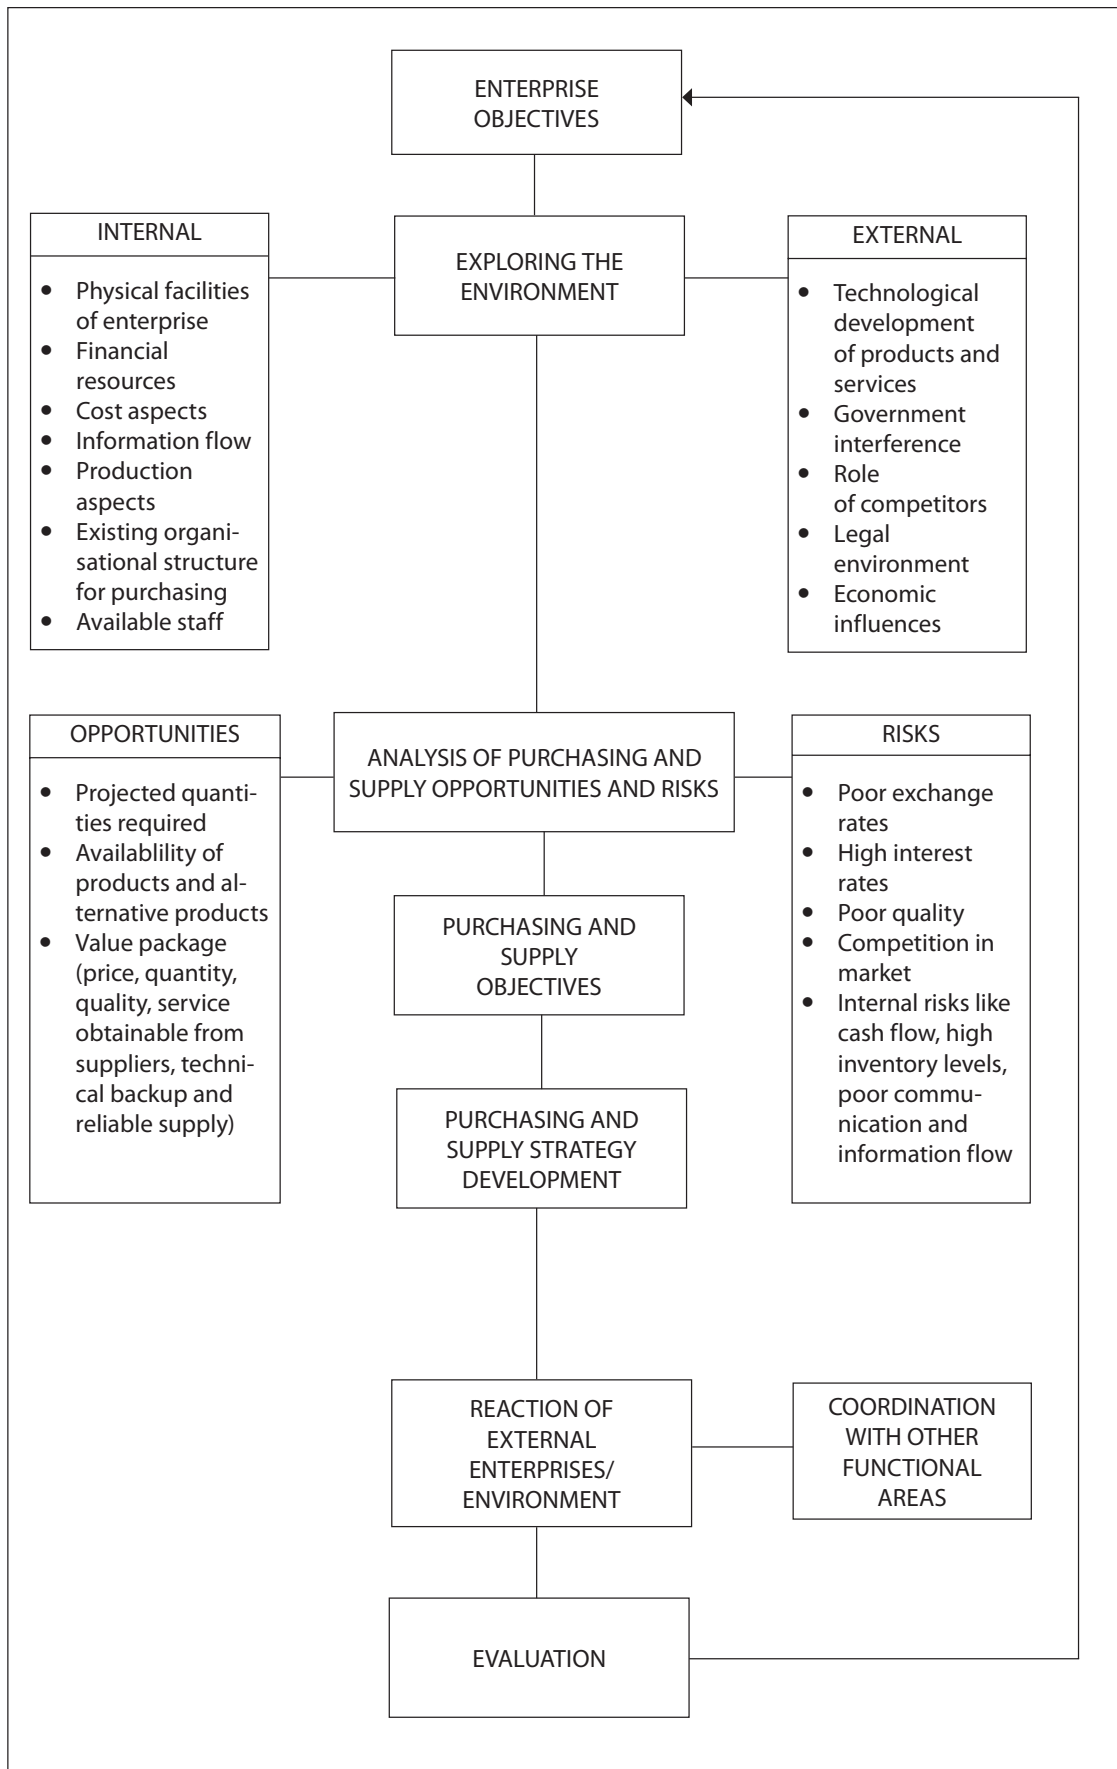 ENTERPRISE
OBJECTIVES
INTERNAL
• Physical facilities
of enterprise
• Financial
resources
• Cost aspects
• Information flow
• Production
aspects
• Existing organi-
sational structure
for purchasing
• Available staff
EXPLORING THE
ENVIRONMENT
EXTERNAL
• Technological
development
of products and
services
• Government
interference
• Role
of competitors
• Legal
environment
• Economic
influences
OPPORTUNITIES
• Projected quanti-
ties required
• Availablility of
products and al-
ternative products
• Value package
(price, quantity,
quality, service
obtainable from
suppliers, techni-
cal backup and
reliable supply)
ANALYSIS OF PURCHASING AND
SUPPLY OPPORTUNITIES AND RISKS
RISKS
• Poor exchange
rates
• High interest
rates
• Poor quality
• Competition in
market
• Internal risks like
cash flow, high
inventory levels,
poor commu-
nication and
information flow
PURCHASING AND
SUPPLY
OBJECTIVES
PURCHASING AND
SUPPLY STRATEGY
DEVELOPMENT
REACTION OF
EXTERNAL
ENTERPRISES/
ENVIRONMENT
COORDINATION
WITH OTHER
FUNCTIONAL
AREAS
EVALUATION